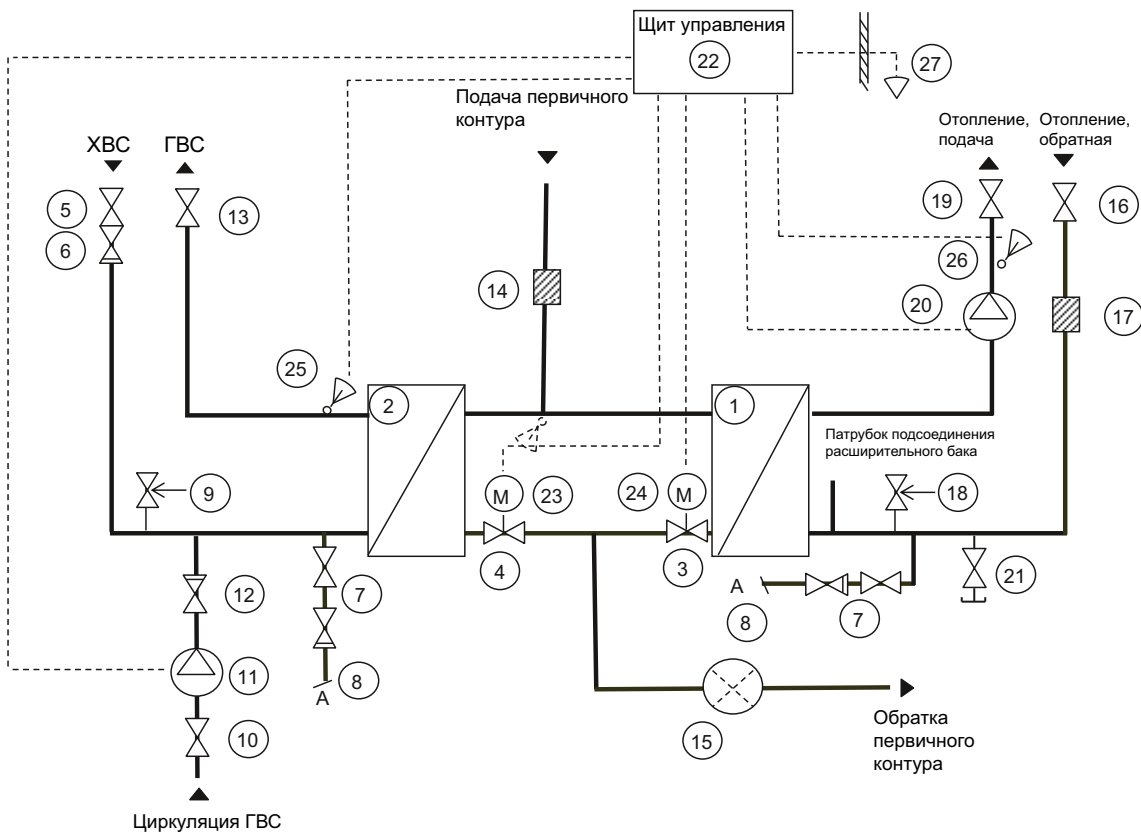 Щит управления
22
27
Подача первичного
контура
ХВС
ГВС
Отопление,
подача
Отопление,
обратная
5
6
13
14
19
16
26
20
17
25
2
1
Патрубок подсоединения
расширительного бака
9
М
23
24
М
18
4
3
12
7
А
8
7
21
11
А
8
10
15
Обратка
первичного
контура
Циркуляция ГВС